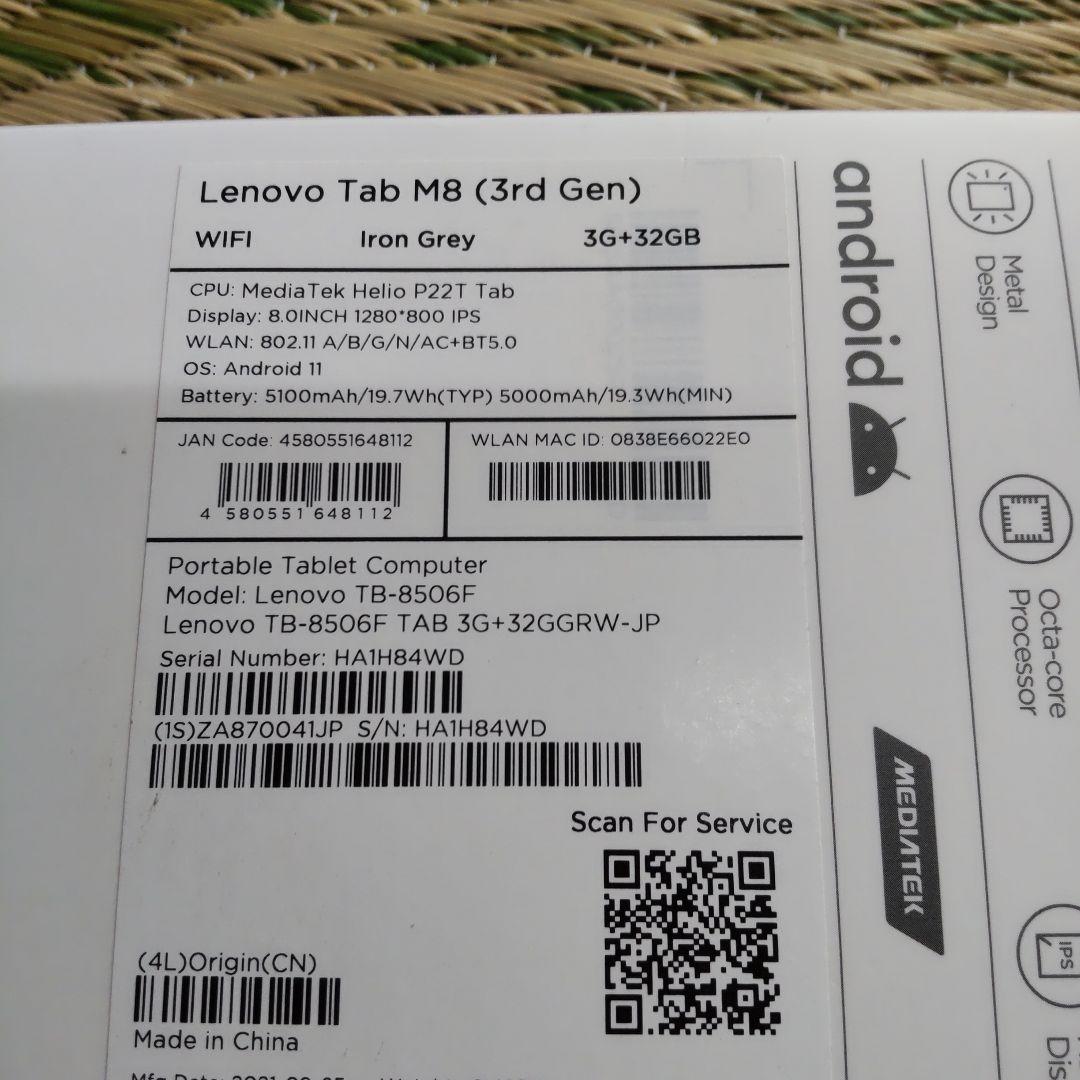 Lenovo Tab M8 (3rd Gen)
WIFI Iron Grey 3G+32GB
CPU: MediaTek Helio P22T Tab
Display: 8.0INCH 1280*800 IPS
WLAN: 802.11 A/B/G/N/AC+BT5.0
OS: Android 11
Battery: 5100mAh/19.7Wh(TYP) 5000mAh/19.3Wh(MIN)
JAN Code: 4580551648112
4 580551 648112
WLAN MAC ID: 0838E66022E0
Portable Tablet Computer
Model: Lenovo TB-8506F
Lenovo TB-8506F TAB 3G+32GGRW-JP
Serial Number: HA1H84WD
(1S)ZA870041JP S/N: HA1H84WD
Scan For Service
(4L)Origin(CN)
Made in China
android
MEDIATEK
Metal
Design
Octa-core
Processor
IPS